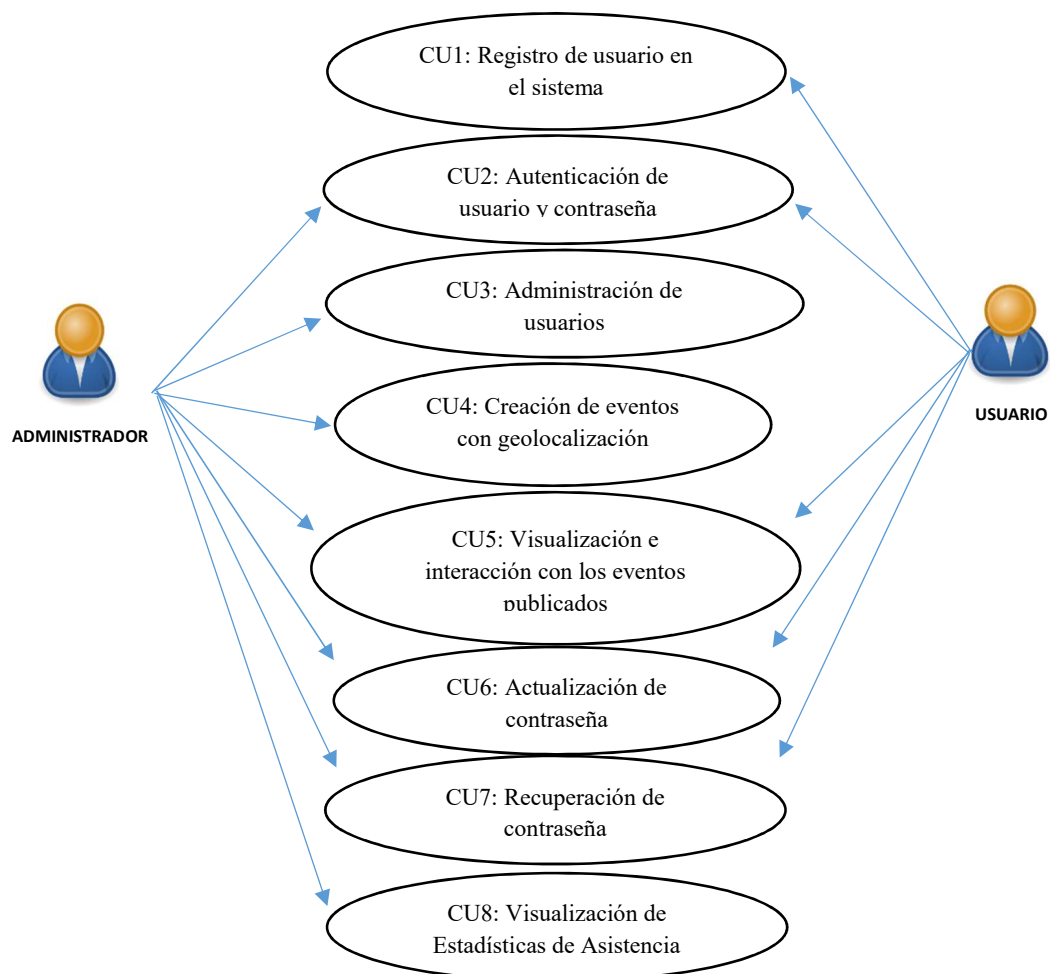 CU1: Registro de usuario en
el sistema
CU2: Autenticación de
usuario y contraseña
CU3: Administración de
usuarios
CU4: Creación de eventos
con geolocalización
ADMINISTRADOR
USUARIO
CU5: Visualización e
interacción con los eventos
publicados
CU6: Actualización de
contraseña
CU7: Recuperación de
contraseña
CU8: Visualización de
Estadísticas de Asistencia